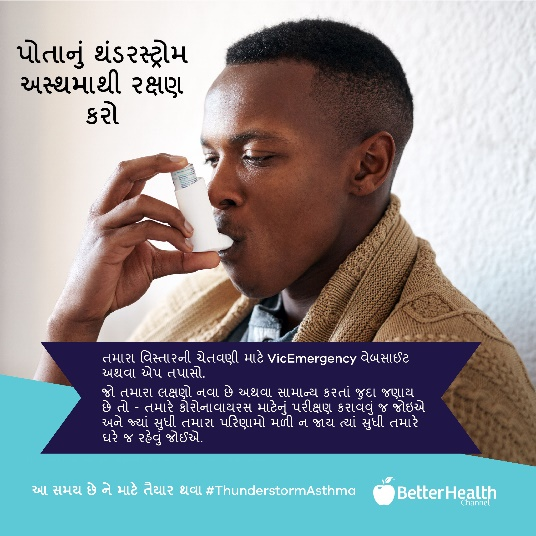 પોતાનું થંડરસ્ટ્રોમ
અસ્થમાથી રક્ષણ
કરો
તમારા વિસ્તારની ચેતવણી માટે VicEmergency વેબસાઈટ
અથવા એપ તપાસો.
જો તમારા લક્ષણો નવા છે અથવા સામાન્ય કરતાં જુદા જણાય
છે તો - તમારે કોરોનાવાયરસ માટેનું પરીક્ષણ કરાવવું જ જોઇએ
અને જ્યાં સુધી તમારા પરિણામો મળી ન જાય ત્યાં સુધી તમારે
ઘરે જ રહેવું જોઈએ.
આ સમય છે ને માટે તૈયાર થવા #ThunderstormAsthma
BetterHealth
Channel